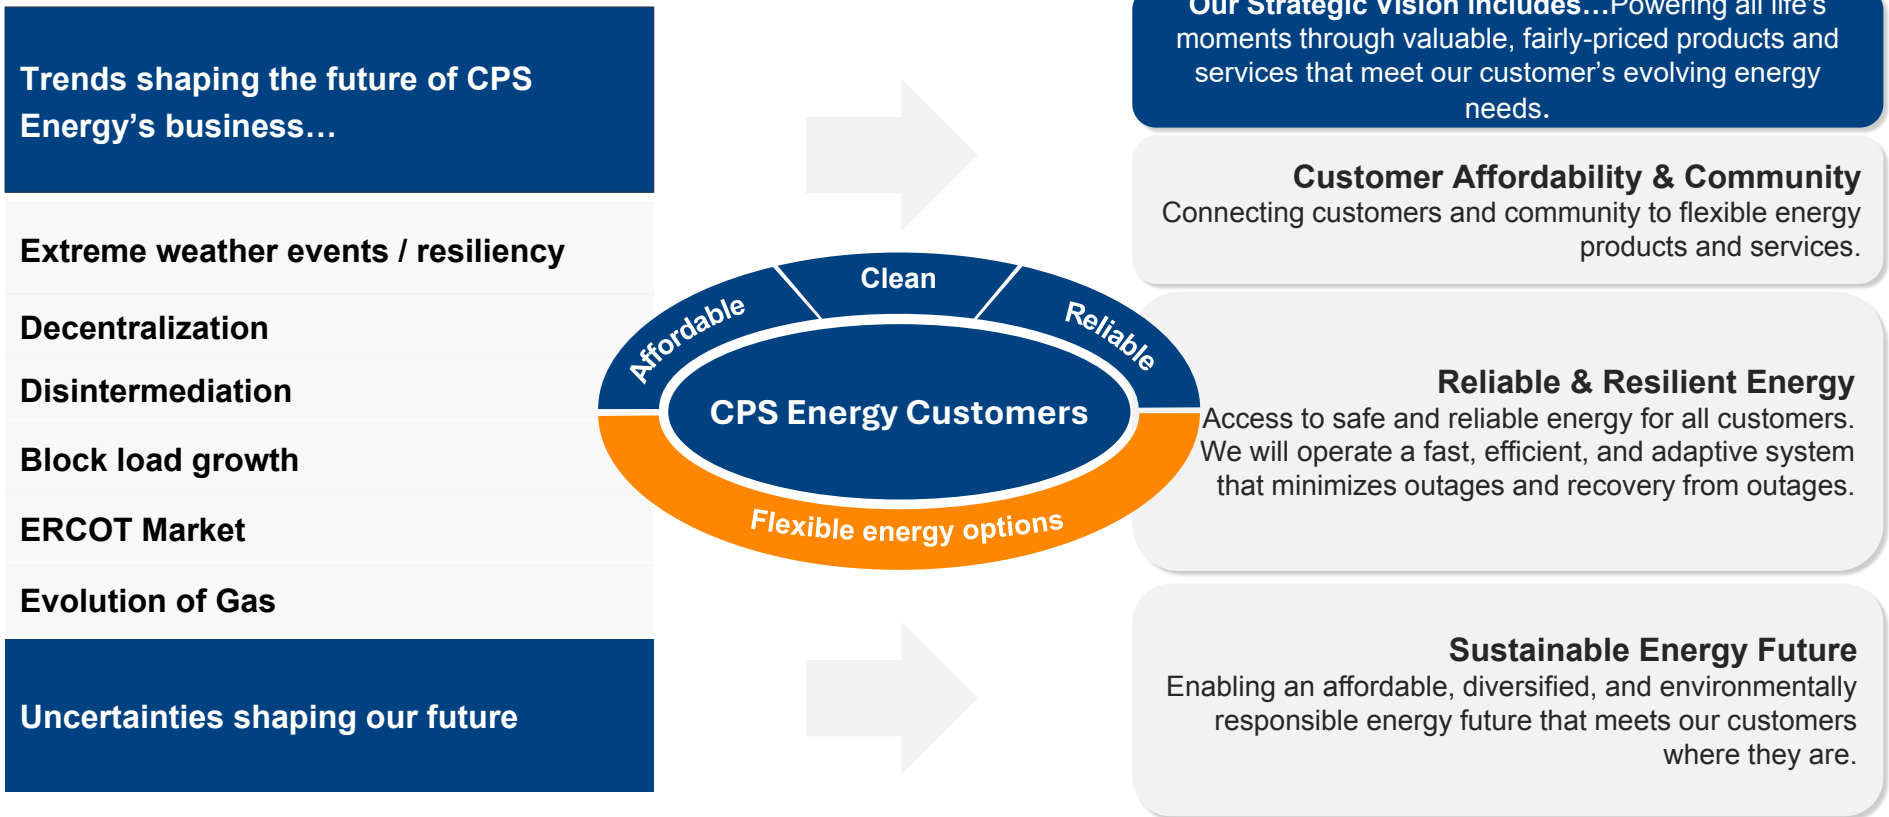 Trends shaping the future of CPS
Energy’s business…
Extreme weather events / resiliency
Decentralization
Disintermediation
Block load growth
ERCOT Market
Evolution of Gas
Uncertainties shaping our future
Affordable
Clean
Reliable
CPS Energy Customers
Flexible energy options
Our Strategic Vision includes…Powering all life’s
moments through valuable, fairly-priced products and
services that meet our customer’s evolving energy
needs.
Customer Affordability & Community
Connecting customers and community to flexible energy
products and services.
Reliable & Resilient Energy
Access to safe and reliable energy for all customers.
We will operate a fast, efficient, and adaptive system
that minimizes outages and recovery from outages.
Sustainable Energy Future
Enabling an affordable, diversified, and environmentally
responsible energy future that meets our customers
where they are.